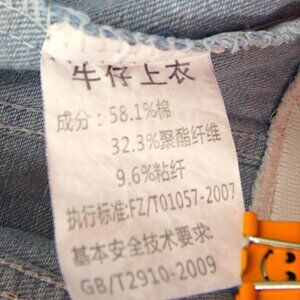 牛仔上衣
成分：58.1%棉
32.3%聚酯纤维
9.6%粘纤
执行标准:FZ/T01057-2007
基本安全技术要求:
GB/T2910-2009